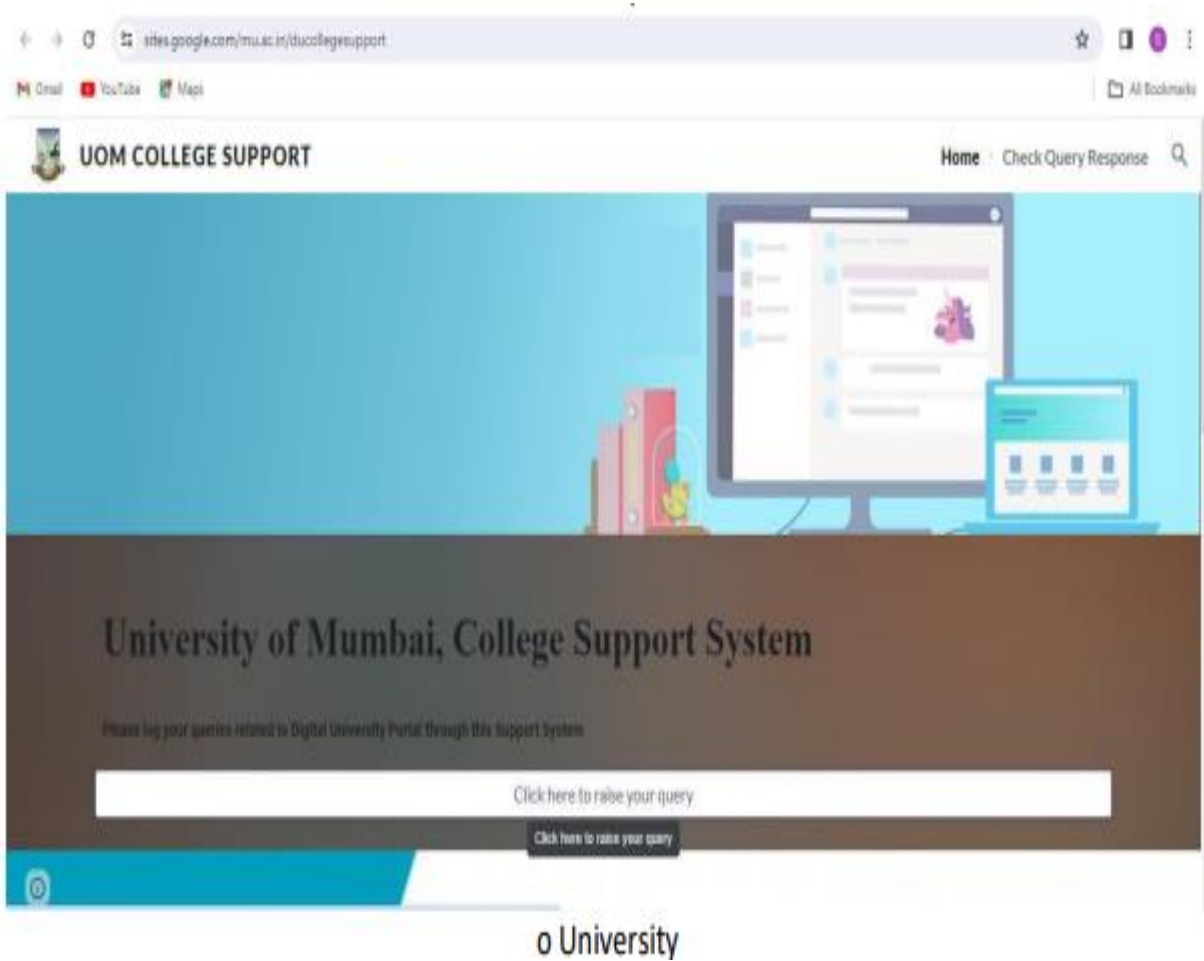 sites.google.com/mu.ac.in/ducollegesupport
Gmail YouTube Maps All Bookmarks
UOM COLLEGE SUPPORT Home Check Query Response
University of Mumbai, College Support System
Please log your queries related to Digital University Portal through this Support System
Click here to raise your query
Click here to raise your query
o University